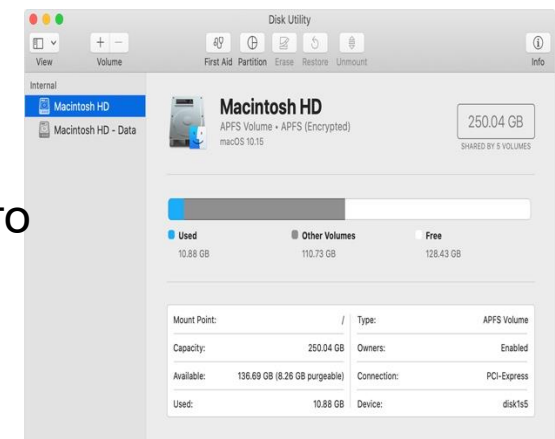 Disk Utility
View
Volume
First Aid
Partition
Erase
Restore
Unmount
Info
Internal
Macintosh HD
Macintosh HD - Data
Macintosh HD
APFS Volume • APFS (Encrypted)
macOS 10.15
250.04 GB
SHARED BY 5 VOLUMES
то
Used
10.88 GB
Other Volumes
110.73 GB
Free
128.43 GB
Mount Point: /
Type: APFS Volume
Capacity: 250.04 GB
Owners: Enabled
Available: 136.69 GB (8.26 GB purgeable)
Connection: PCI-Express
Used: 10.88 GB
Device: disk1s5